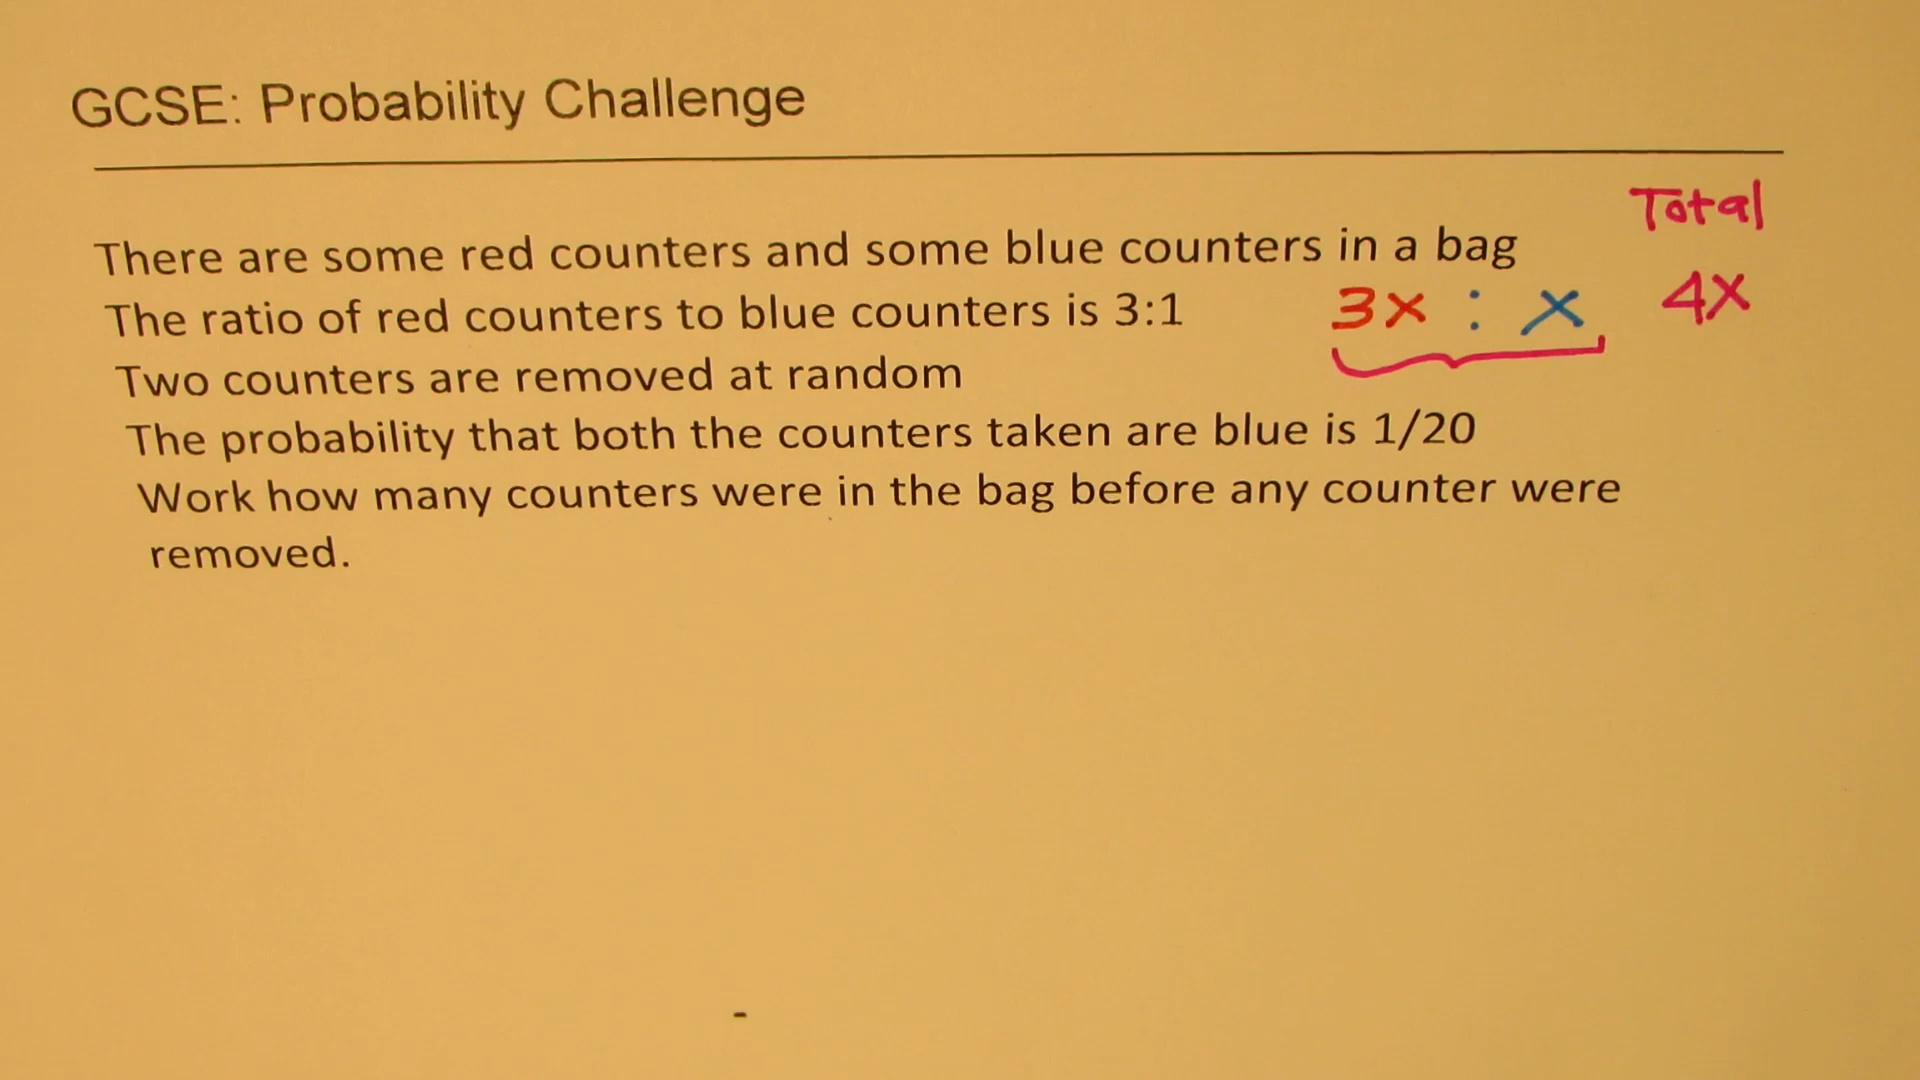 GCSE: Probability Challenge
Total
There are some red counters and some blue counters in a bag
The ratio of red counters to blue counters is 3:1 3x : x 4x
Two counters are removed at random
The probability that both the counters taken are blue is 1/20
Work how many counters were in the bag before any counter were
removed.